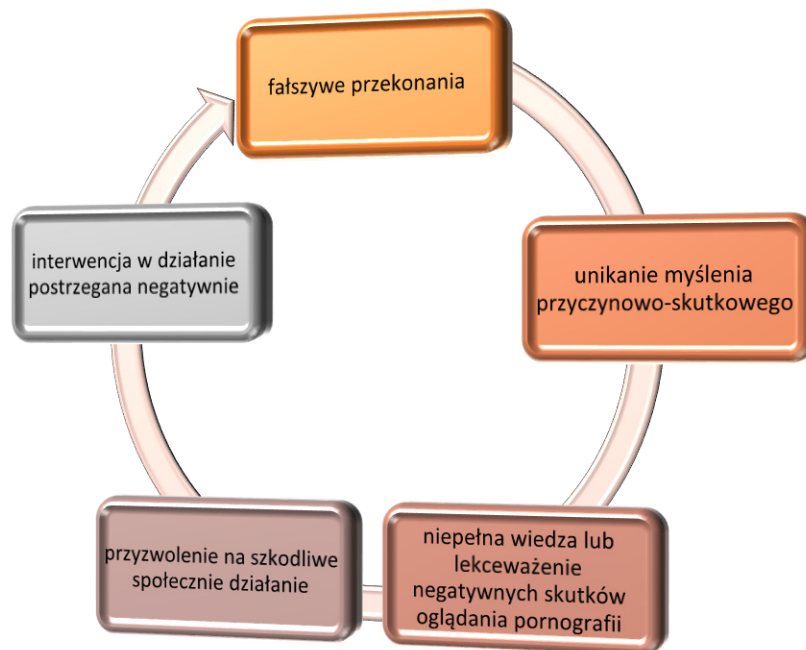 fałszywe przekonania
unikanie myślenia
przyczynowo-skutkowego
niepełna wiedza lub
lekceważenie
negatywnych skutków
oglądania pornografii
przyzwolenie na szkodliwe
społecznie działanie
interwencja w działanie
postrzegana negatywnie